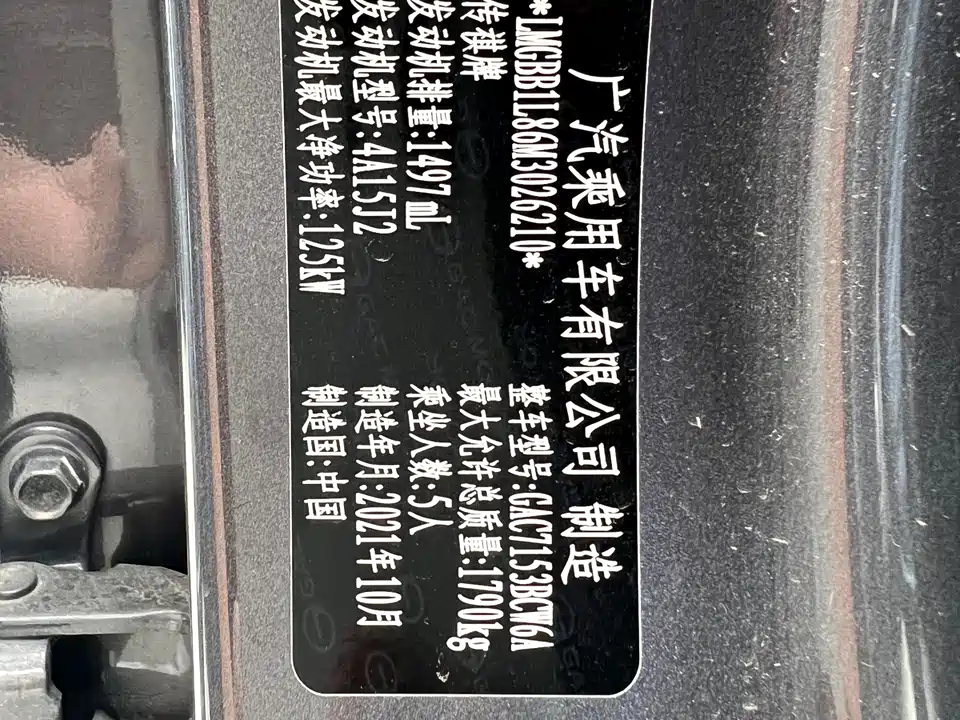 广汽乘用车有限公司 制造
*LMGBB1L86M3026210* 整车型号:GAC7153BCW6A
传祺牌 最大允许总质量:1790kg
发动机排量:1497mL 乘坐人数:5人
发动机型号:4A15J2 制造年月:2021年10月
发动机最大净功率:125kW 制造国:中国